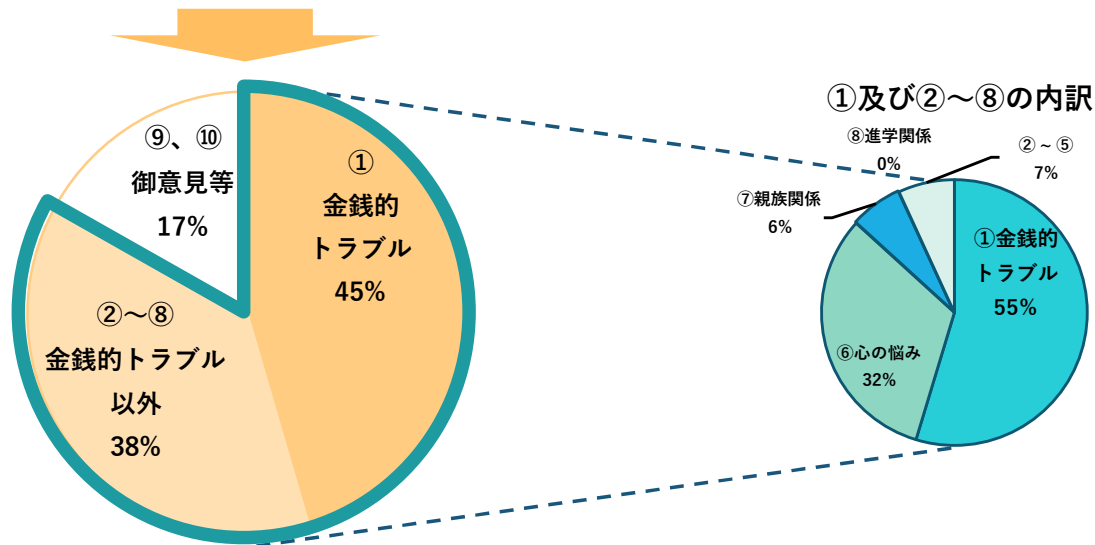 ①
金銭的
トラブル
45%
②～⑧
金銭的トラブル
以外
38%
⑨、⑩
御意見等
17%
①及び②～⑧の内訳
①金銭的
トラブル
55%
⑥心の悩み
32%
⑦親族関係
6%
⑧進学関係
0%
②～⑤
7%